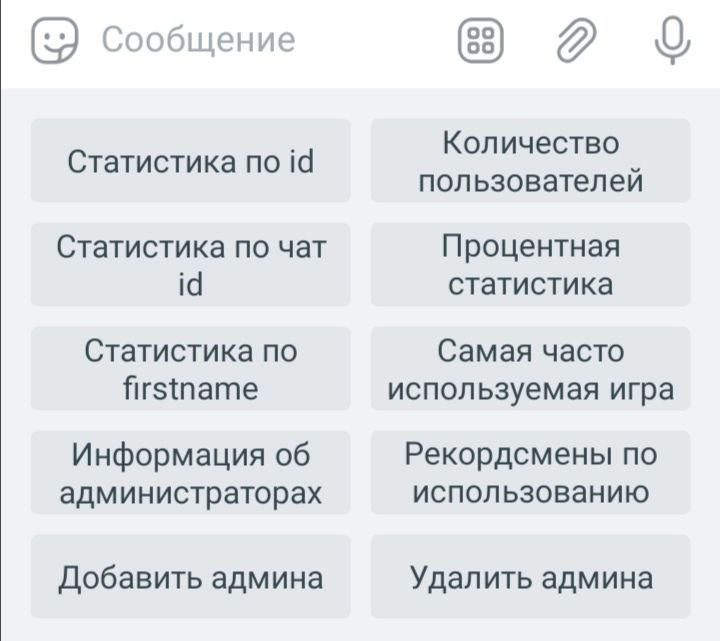 Сообщение
Статистика по id
Количество
пользователей
Статистика по чат
id
Процентная
статистика
Статистика по
firstname
Самая часто
используемая игра
Информация об
администраторах
Рекордсмены по
использованию
Добавить админа
Удалить админа